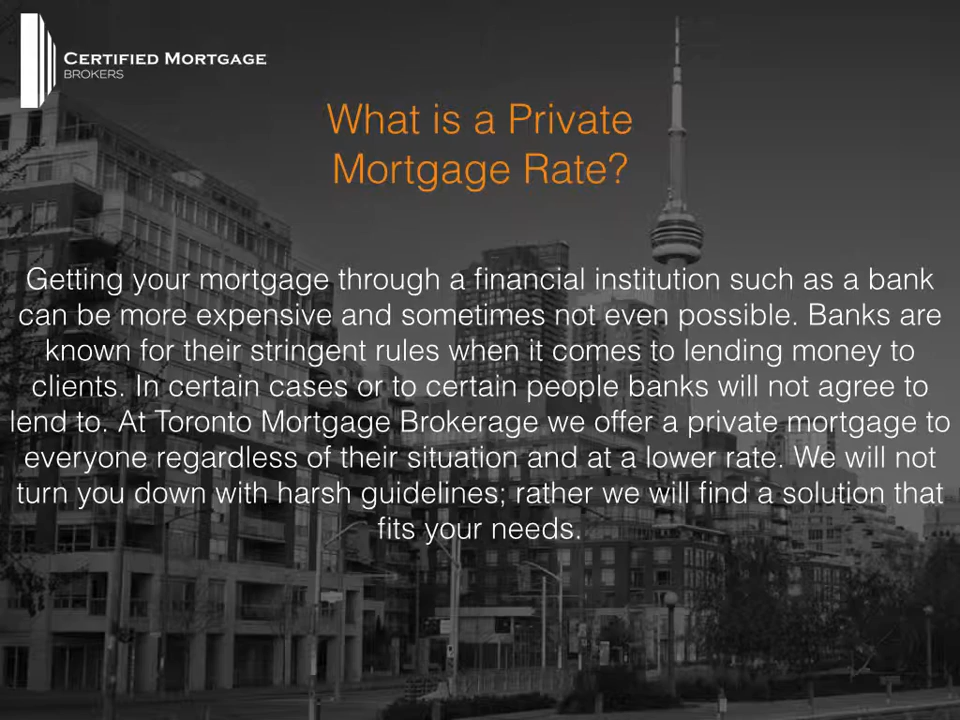 CERTIFIED MORTGAGE
BROKERS
What is a Private
Mortgage Rate?
Getting your mortgage through a financial institution such as a bank
can be more expensive and sometimes not even possible. Banks are
known for their stringent rules when it comes to lending money to
clients. In certain cases or to certain people banks will not agree to
lend to. At Toronto Mortgage Brokerage we offer a private mortgage to
everyone regardless of their situation and at a lower rate. We will not
turn you down with harsh guidelines; rather we will find a solution that
fits your needs.